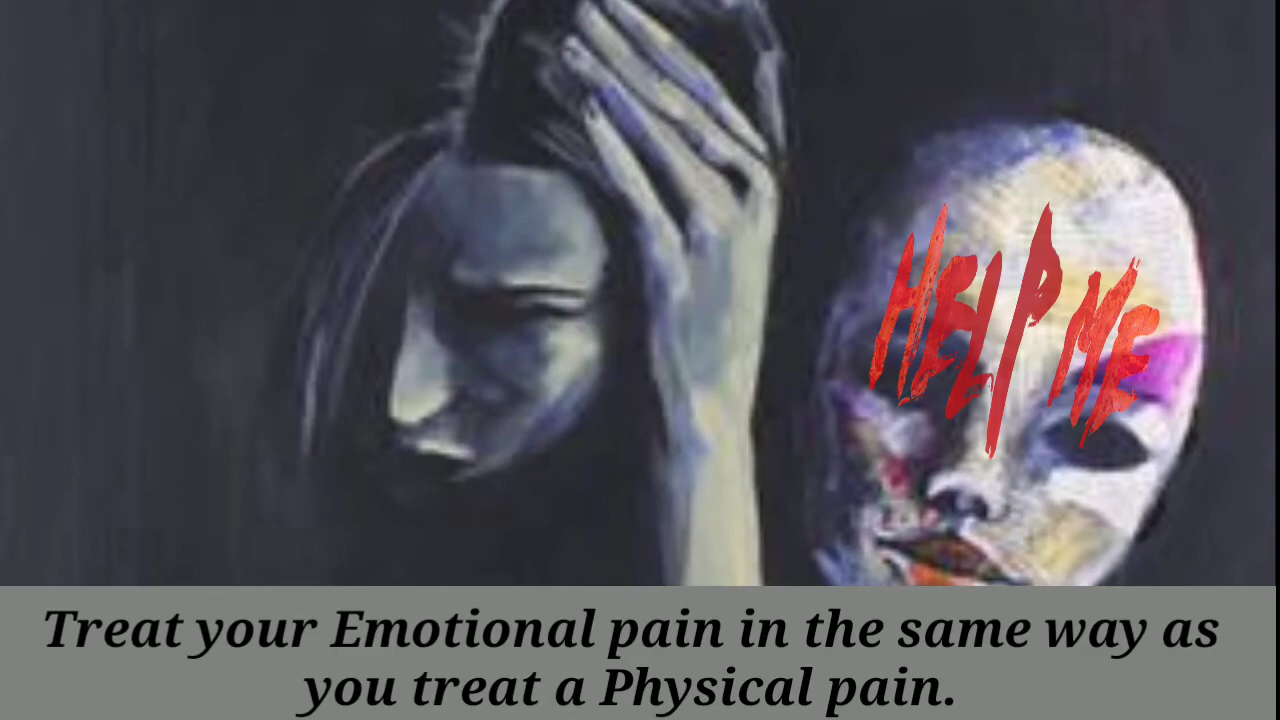 HELP ME
Treat your Emotional pain in the same way as
you treat a Physical pain.